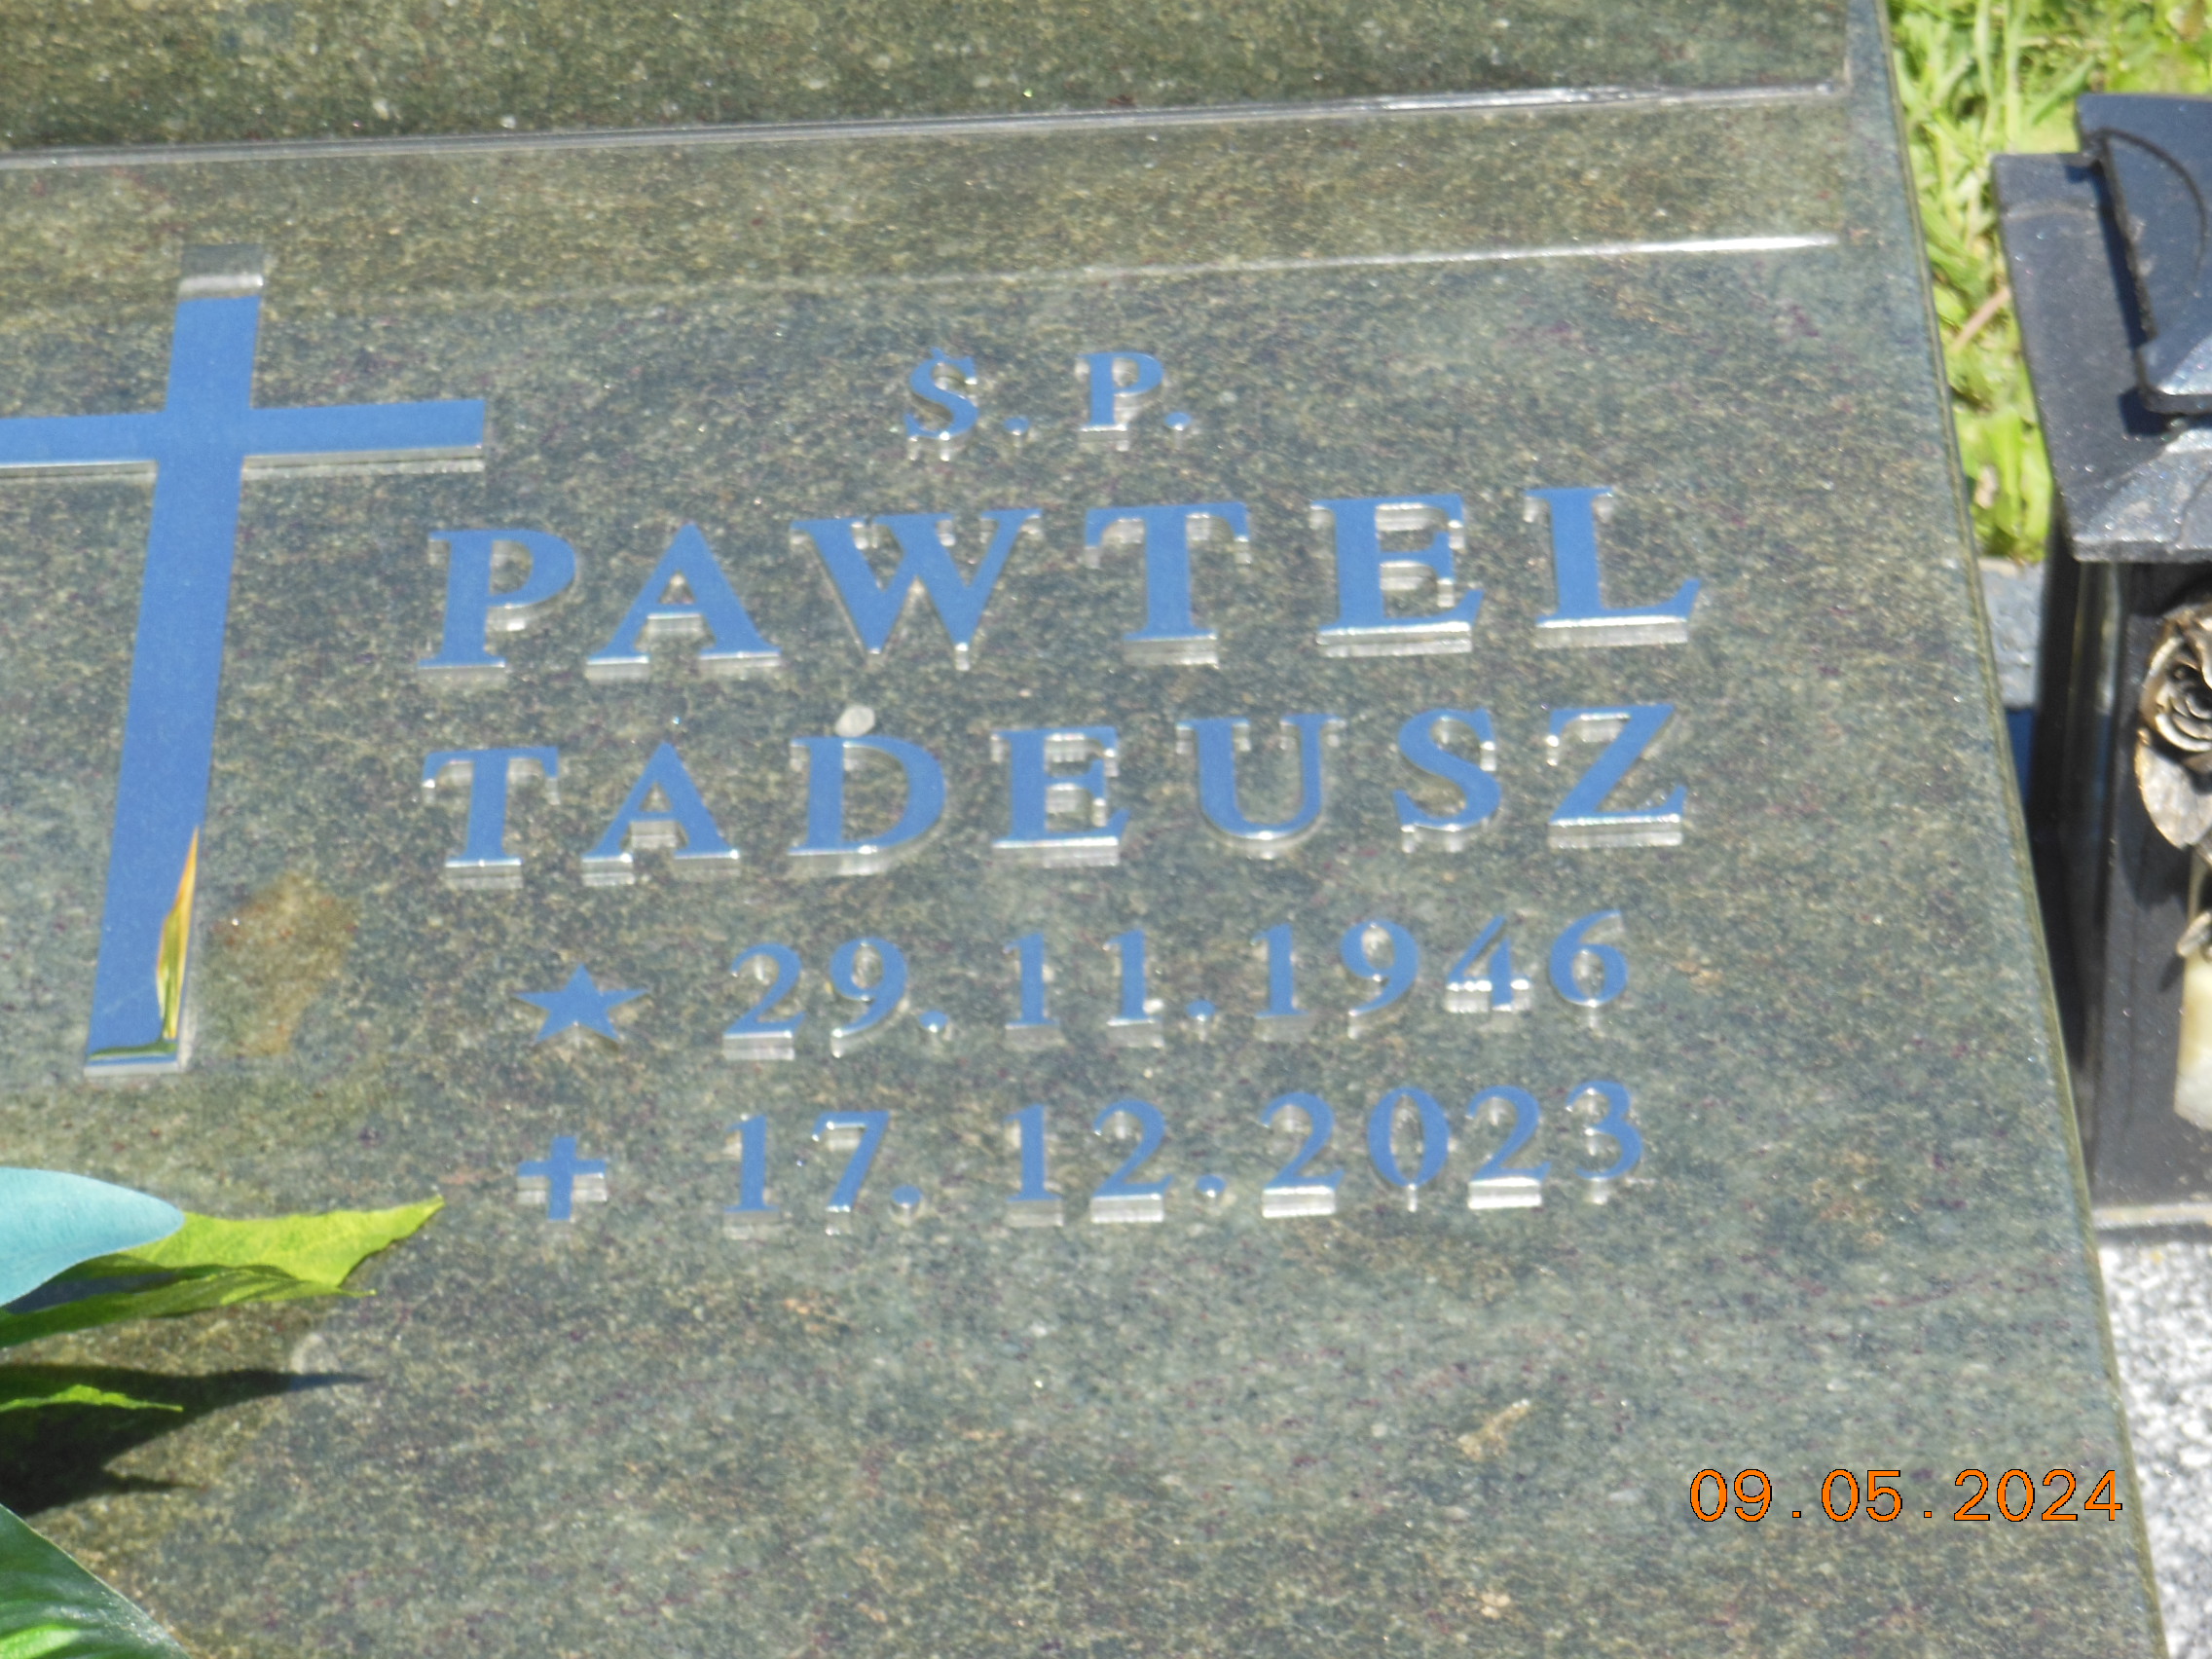 Ś.P.
PAWTEL
TADEUSZ
★ 29.11.1946
✝ 17.12.2023
09.05.2024